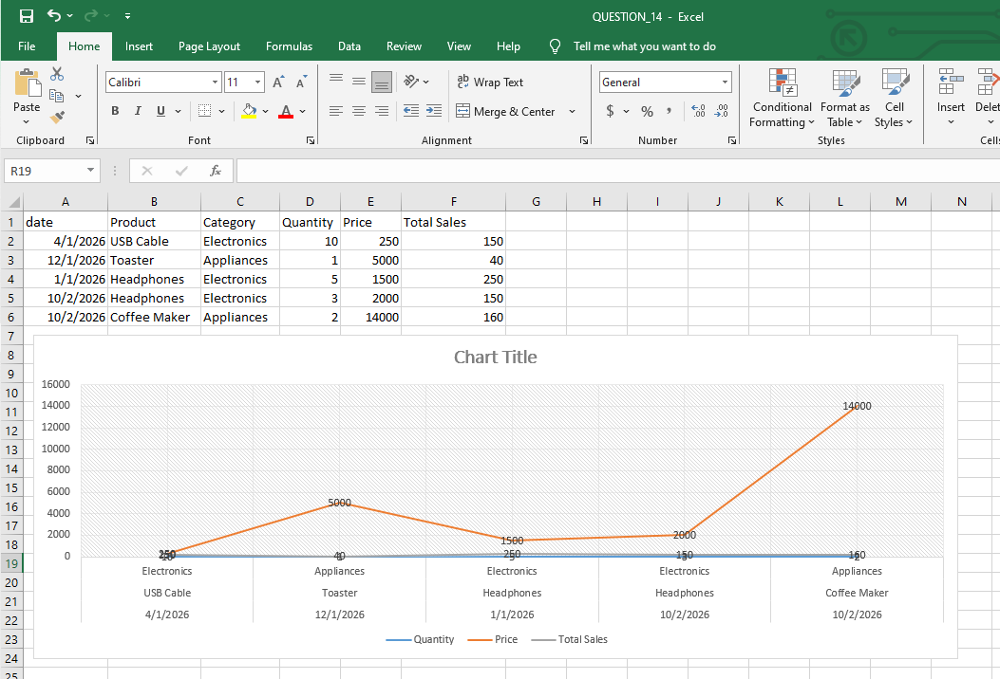 QUESTION_14 - Excel
File Home Insert Page Layout Formulas Data Review View Help Tell me what you want to do
Calibri 11 Wrap Text General
Paste B I U Merge & Center $ % , Conditional Formatting Format as Table Cell Styles Insert Delet
Clipboard Font Alignment Number Styles Cells
R19 fx
A B C D E F G H I J K L M N
1 date Product Category Quantity Price Total Sales
2 4/1/2026 USB Cable Electronics 10 250 150
3 12/1/2026 Toaster Appliances 1 5000 40
4 1/1/2026 Headphones Electronics 5 1500 250
5 10/2/2026 Headphones Electronics 3 2000 150
6 10/2/2026 Coffee Maker Appliances 2 14000 160
7
8 Chart Title
9
10 16000
11 14000 14000
12 12000
13 10000
14 8000
15 6000
16 4000 5000
17 2000 1500 2000
18 0 250 40 250 150 160
19 Electronics Appliances Electronics Electronics Appliances
20 USB Cable Toaster Headphones Headphones Coffee Maker
21 4/1/2026 12/1/2026 1/1/2026 10/2/2026 10/2/2026
22
23 Quantity Price Total Sales
24
25